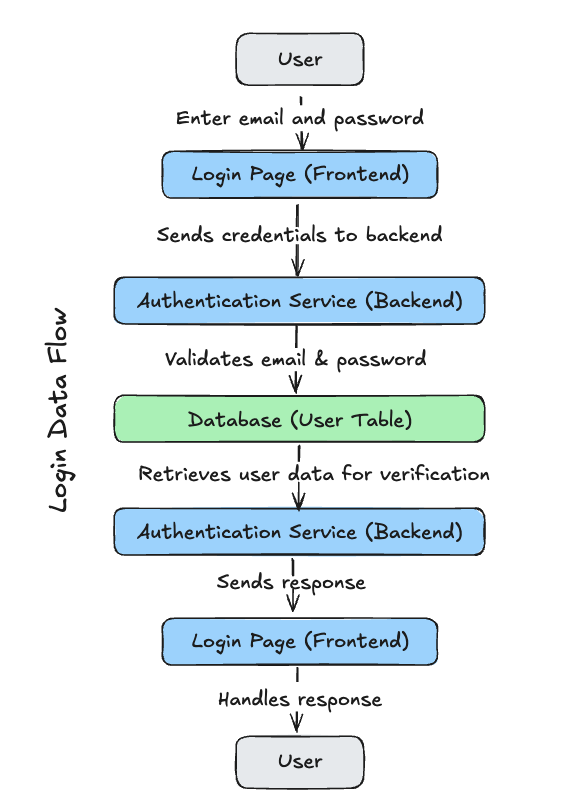 User
Enter email and password
Login Page (Frontend)
Sends credentials to backend
Authentication Service (Backend)
Validates email & password
Database (User Table)
Retrieves user data for verification
Authentication Service (Backend)
Sends response
Login Page (Frontend)
Handles response
User
Login Data Flow